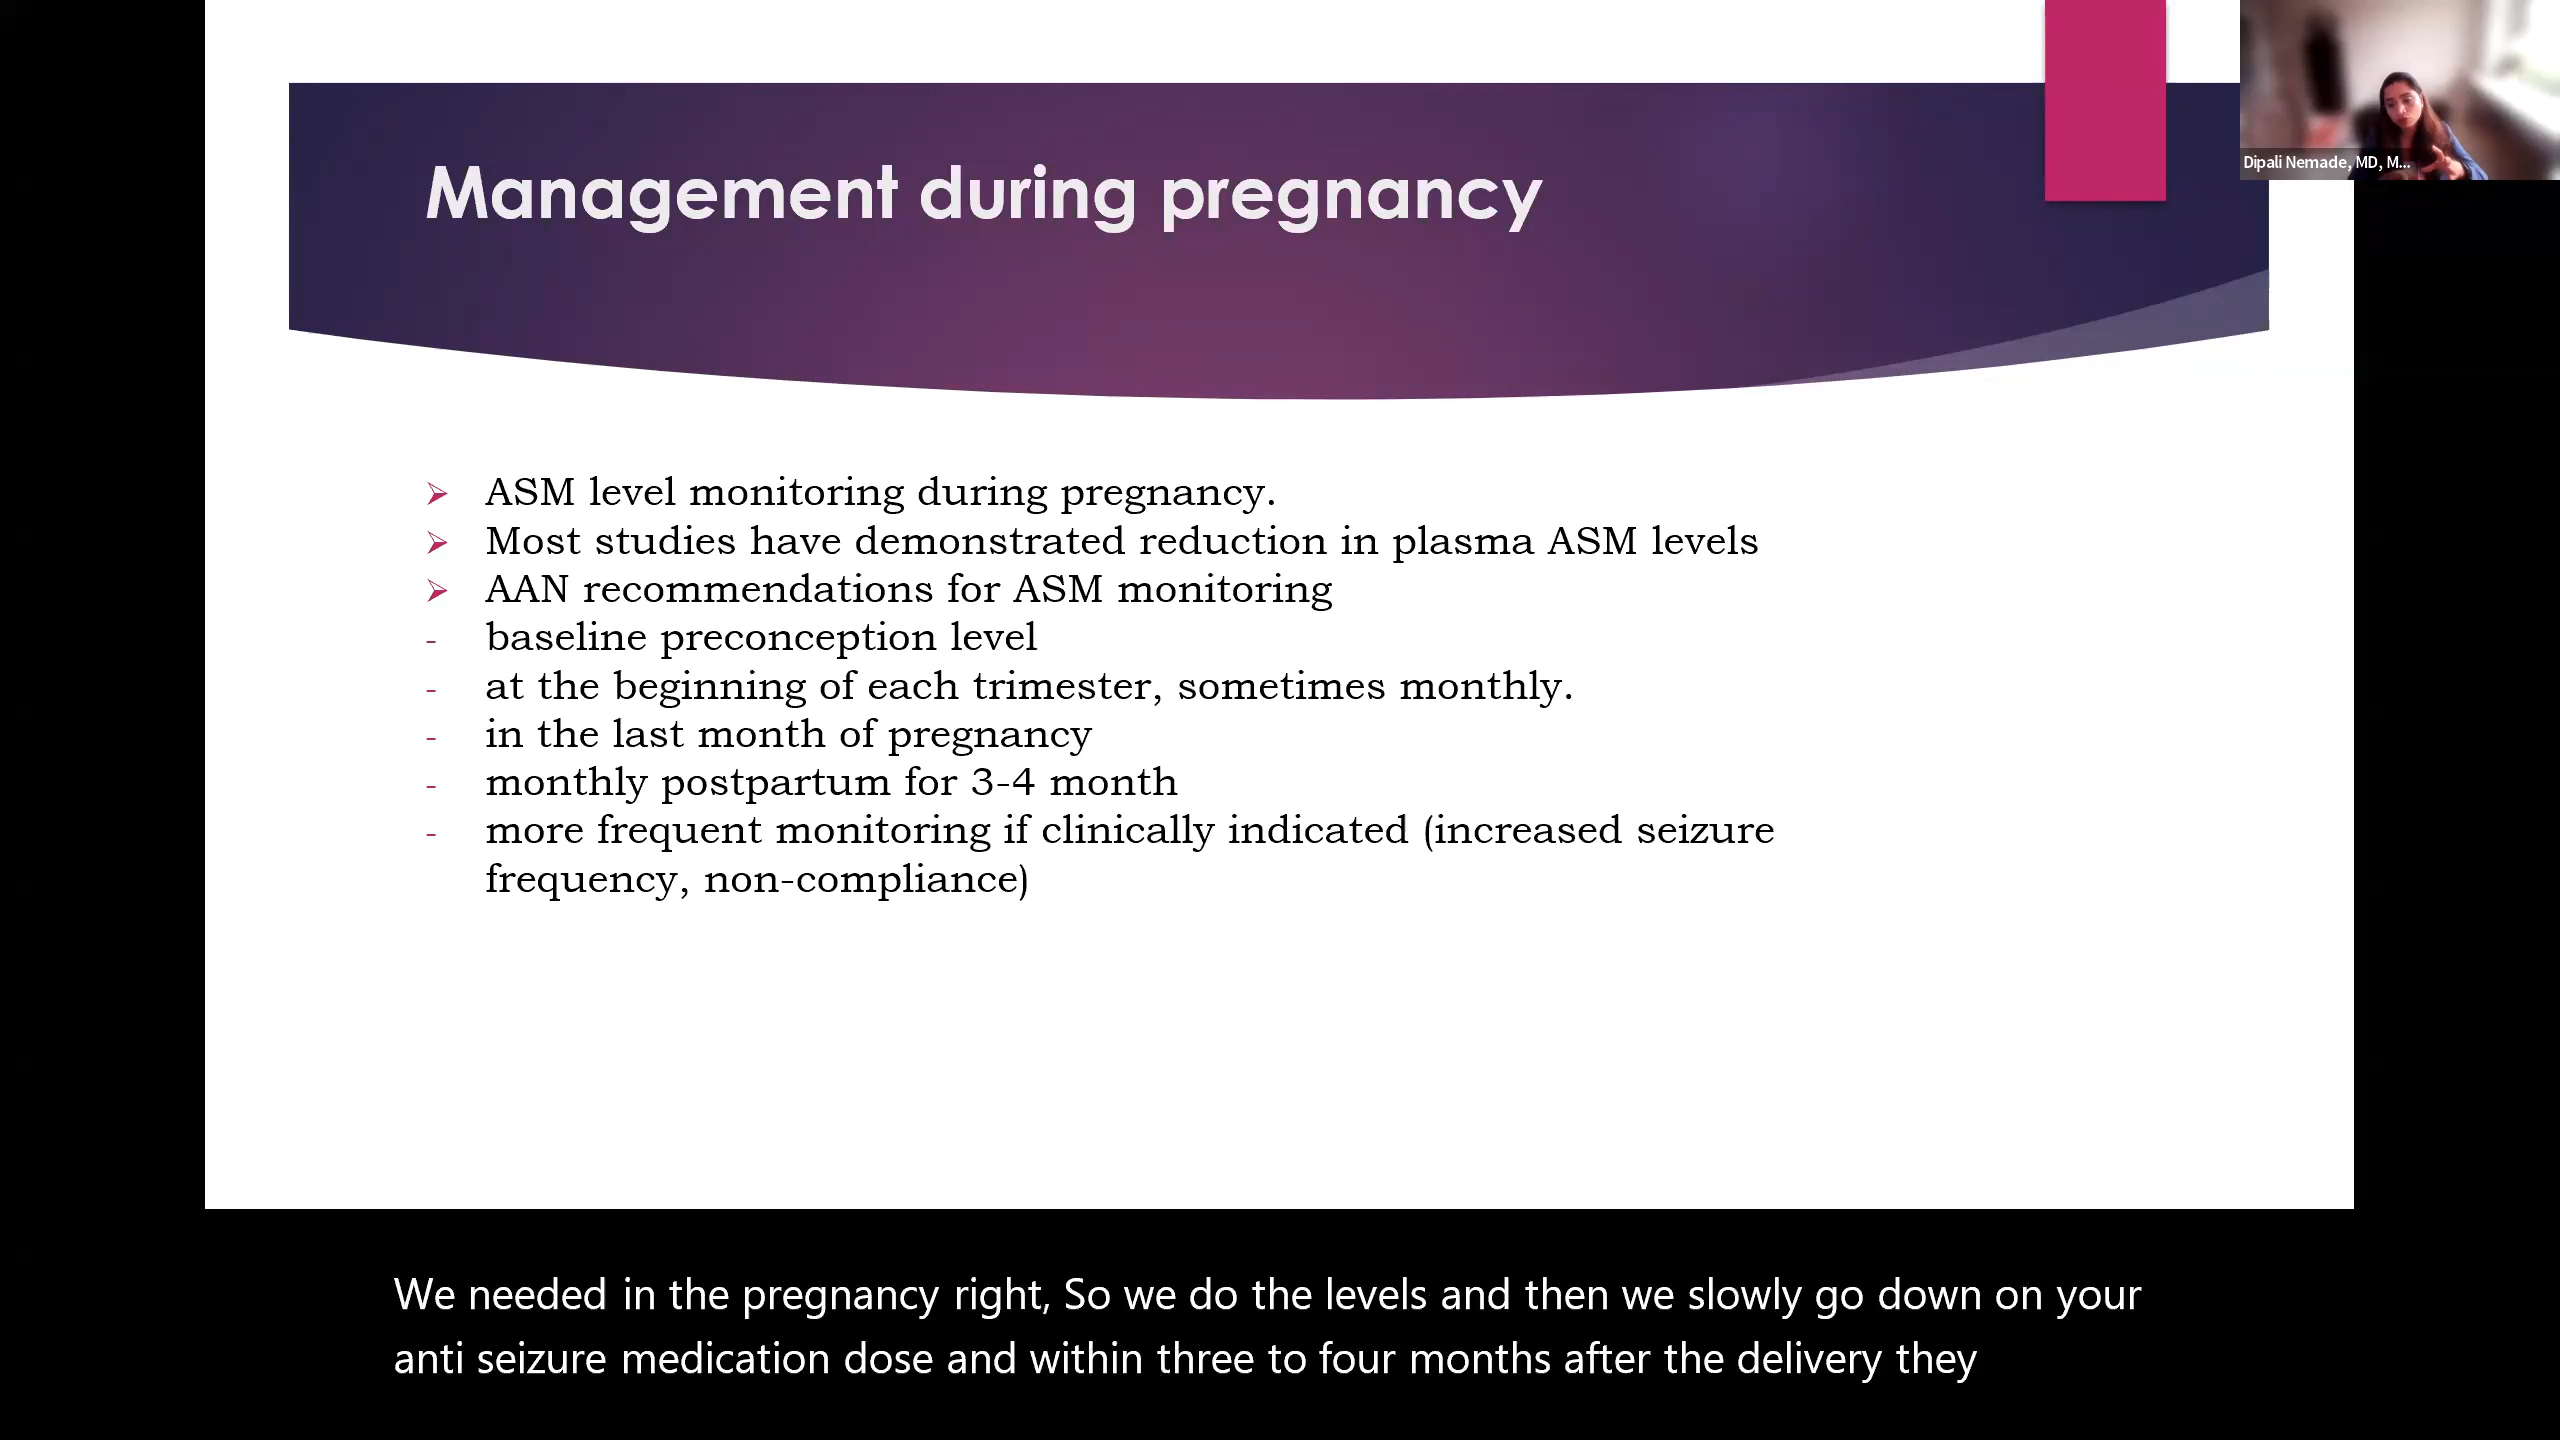 Dipali Nemade, MD, M...
Management during pregnancy
ASM level monitoring during pregnancy.
Most studies have demonstrated reduction in plasma ASM levels
AAN recommendations for ASM monitoring
- baseline preconception level
- at the beginning of each trimester, sometimes monthly.
- in the last month of pregnancy
- monthly postpartum for 3-4 month
- more frequent monitoring if clinically indicated (increased seizure
frequency, non-compliance)
We needed in the pregnancy right, So we do the levels and then we slowly go down on your
anti seizure medication dose and within three to four months after the delivery they